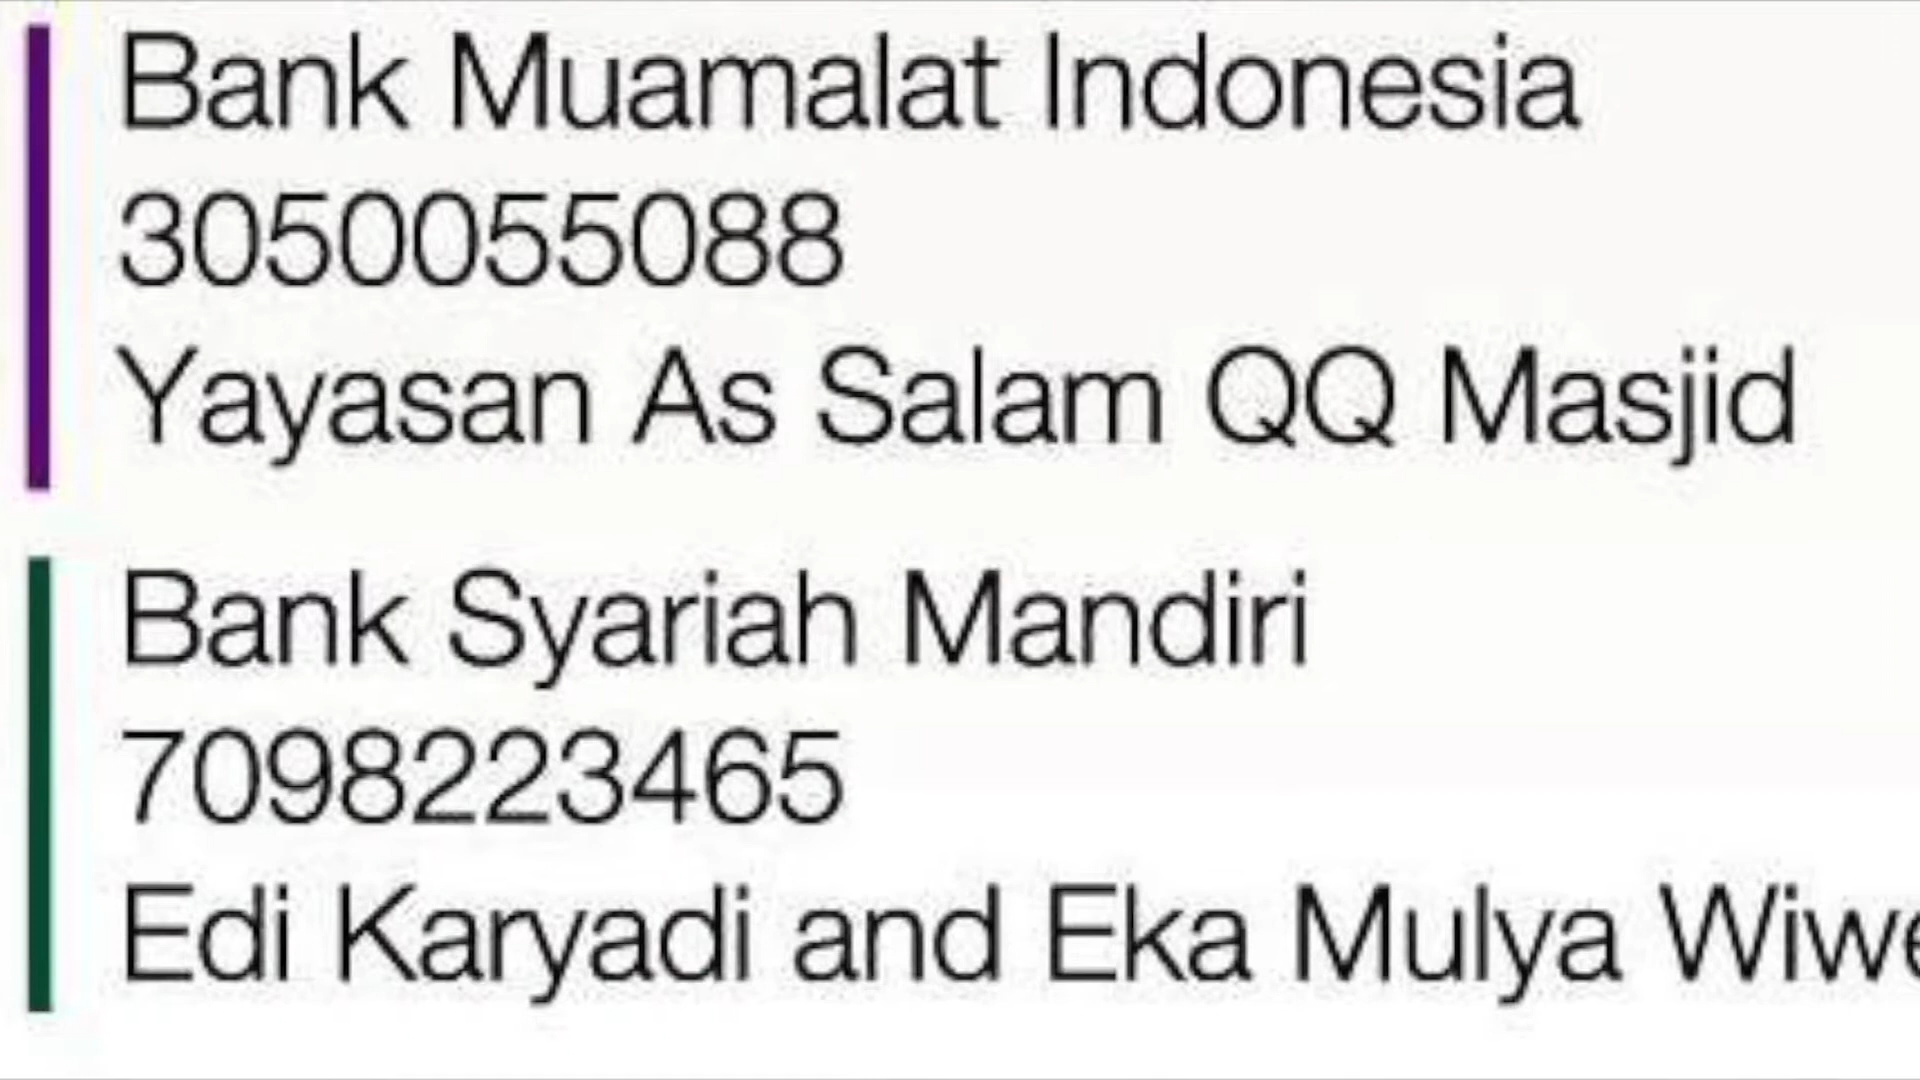 Bank Muamalat Indonesia
3050055088
Yayasan As Salam QQ Masjid
Bank Syariah Mandiri
7098223465
Edi Karyadi and Eka Mulya